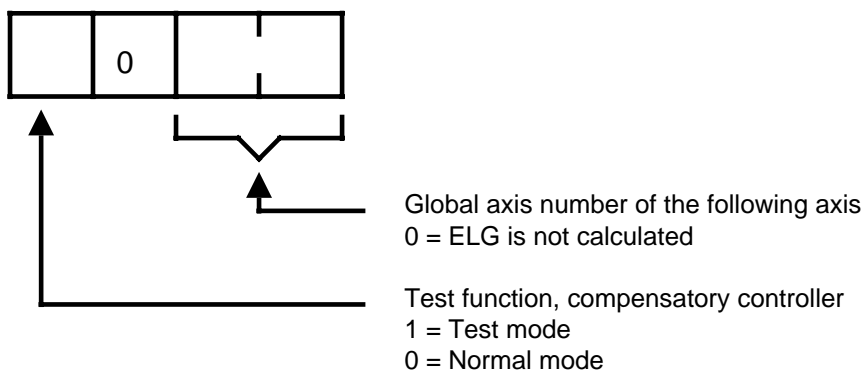 0
Global axis number of the following axis
0 = ELG is not calculated
Test function, compensatory controller
1 = Test mode
0 = Normal mode